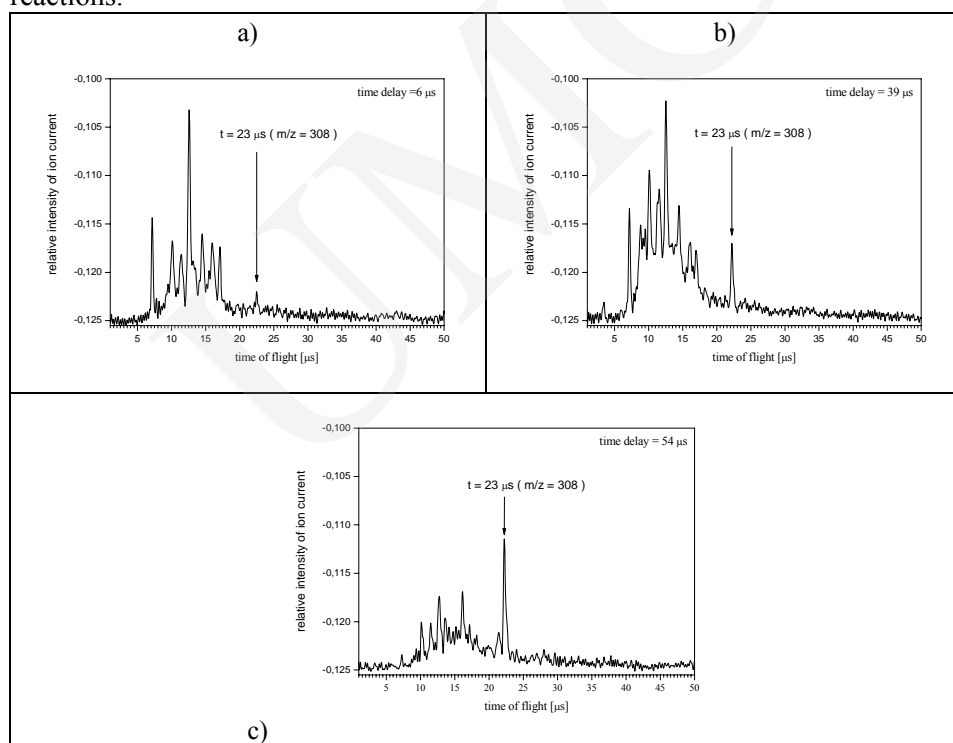 reactions.
a)
-0,100
-0,105
-0,110
-0,115
-0,120
-0,125
relative intensity of ion current
time delay =6 μs
t = 23 μs ( m/z = 308 )
5 10 15 20 25 30 35 40 45 50
time of flight [μs]
b)
-0,100
-0,105
-0,110
-0,115
-0,120
-0,125
relative intensity of ion current
time delay = 39 μs
t = 23 μs ( m/z = 308 )
5 10 15 20 25 30 35 40 45 50
time of flight [μs]
-0,100
-0,105
-0,110
-0,115
-0,120
-0,125
relative intensity of ion current
time delay = 54 μs
t = 23 μs ( m/z = 308 )
5 10 15 20 25 30 35 40 45 50
time of flight [μs]
c)
UMC